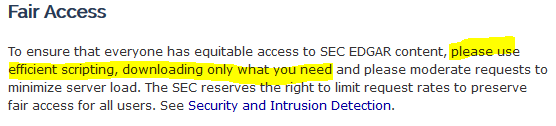 Fair Access
To ensure that everyone has equitable access to SEC EDGAR content, please use
efficient scripting, downloading only what you need and please moderate requests to
minimize server load. The SEC reserves the right to limit request rates to preserve
fair access for all users. See Security and Intrusion Detection.